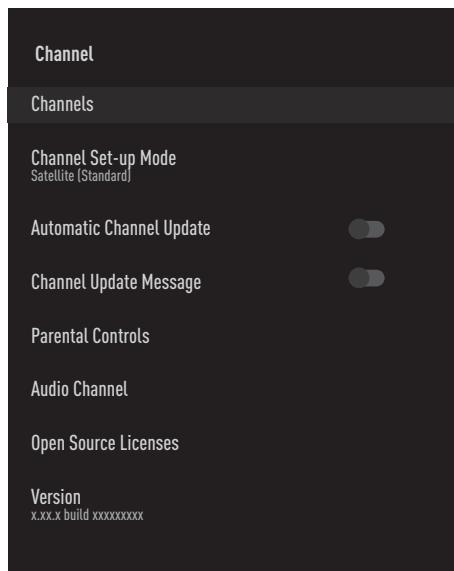 Channel
Channels
Channel Set-up Mode
Satellite (Standard)
Automatic Channel Update
Channel Update Message
Parental Controls
Audio Channel
Open Source Licenses
Version
x.xx.x build xxxxxxxxx